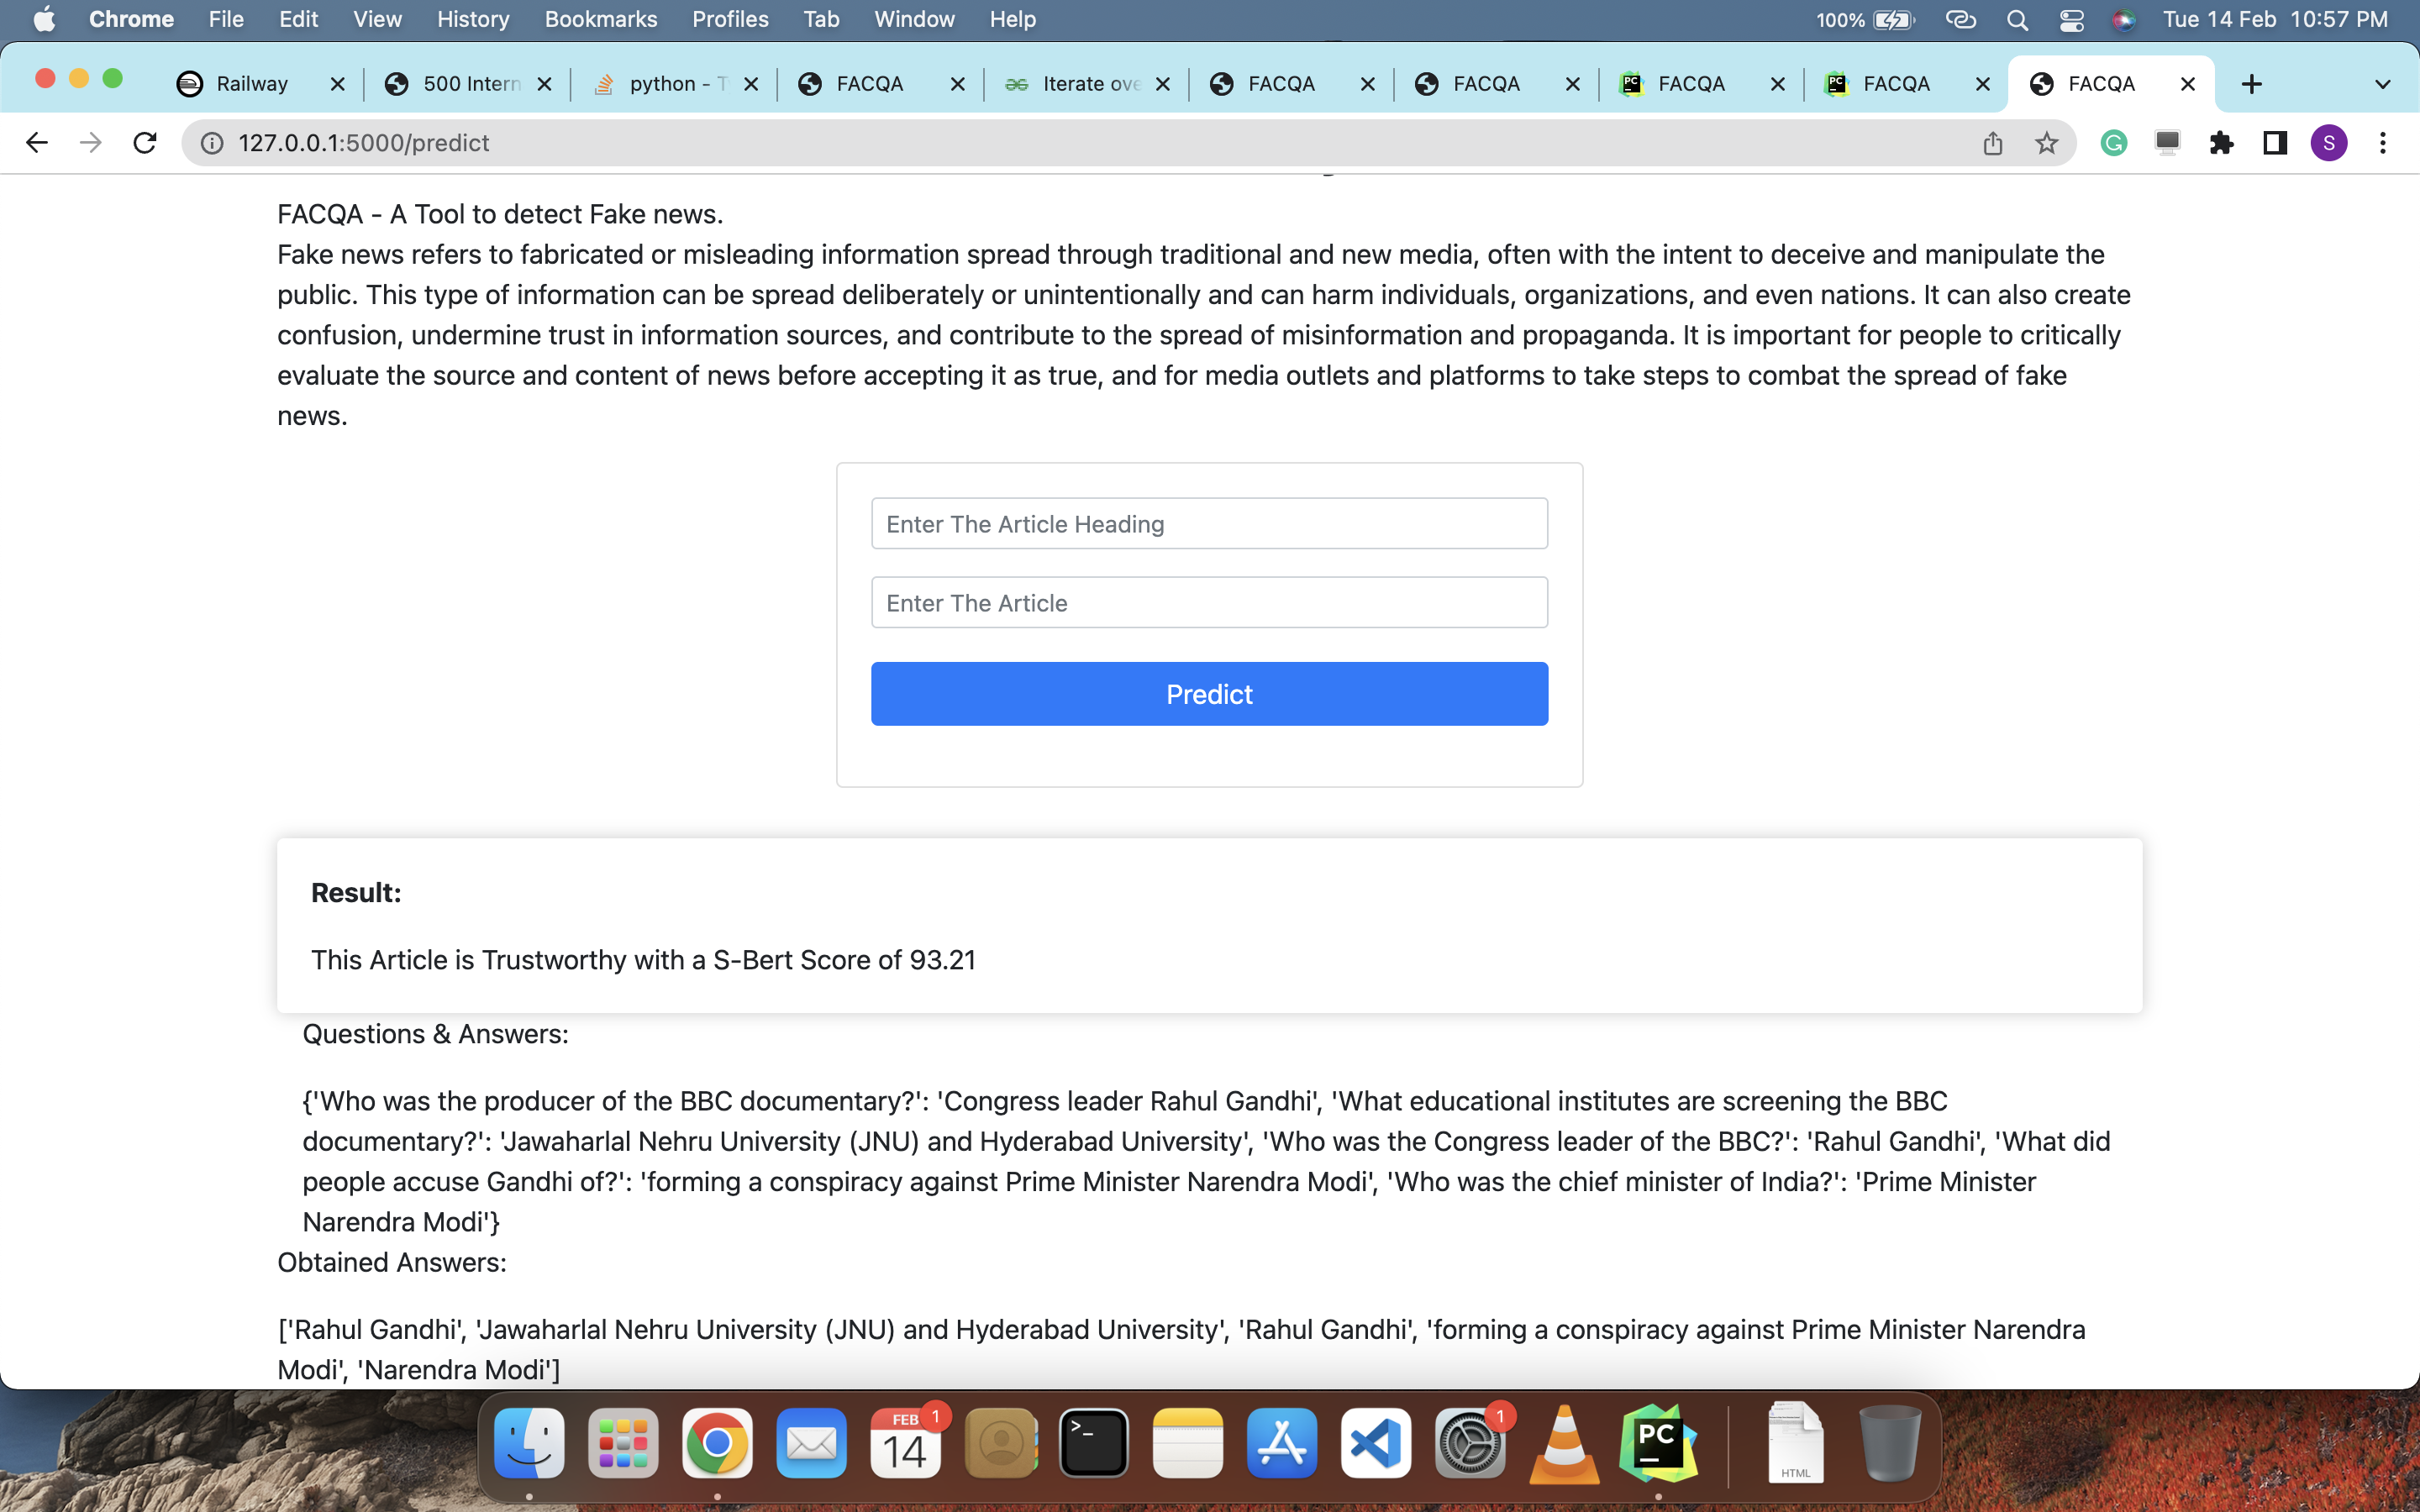 Chrome File Edit View History Bookmarks Profiles Tab Window Help 100% Tue 14 Feb 10:57 PM
Railway 500 Intern python - T FACQA Iterate ove FACQA FACQA FACQA FACQA FACQA
127.0.0.1:5000/predict S
FACQA - A Tool to detect Fake news.
Fake news refers to fabricated or misleading information spread through traditional and new media, often with the intent to deceive and manipulate the
public. This type of information can be spread deliberately or unintentionally and can harm individuals, organizations, and even nations. It can also create
confusion, undermine trust in information sources, and contribute to the spread of misinformation and propaganda. It is important for people to critically
evaluate the source and content of news before accepting it as true, and for media outlets and platforms to take steps to combat the spread of fake
news.
Enter The Article Heading
Enter The Article
Predict
Result:
This Article is Trustworthy with a S-Bert Score of 93.21
Questions & Answers:
{'Who was the producer of the BBC documentary?': 'Congress leader Rahul Gandhi', 'What educational institutes are screening the BBC
documentary?': 'Jawaharlal Nehru University (JNU) and Hyderabad University', 'Who was the Congress leader of the BBC?': 'Rahul Gandhi', 'What did
people accuse Gandhi of?': 'forming a conspiracy against Prime Minister Narendra Modi', 'Who was the chief minister of India?': 'Prime Minister
Narendra Modi'}
Obtained Answers:
['Rahul Gandhi', 'Jawaharlal Nehru University (JNU) and Hyderabad University', 'Rahul Gandhi', 'forming a conspiracy against Prime Minister Narendra
Modi', 'Narendra Modi']
FEB 1
14
1
PC
HTML